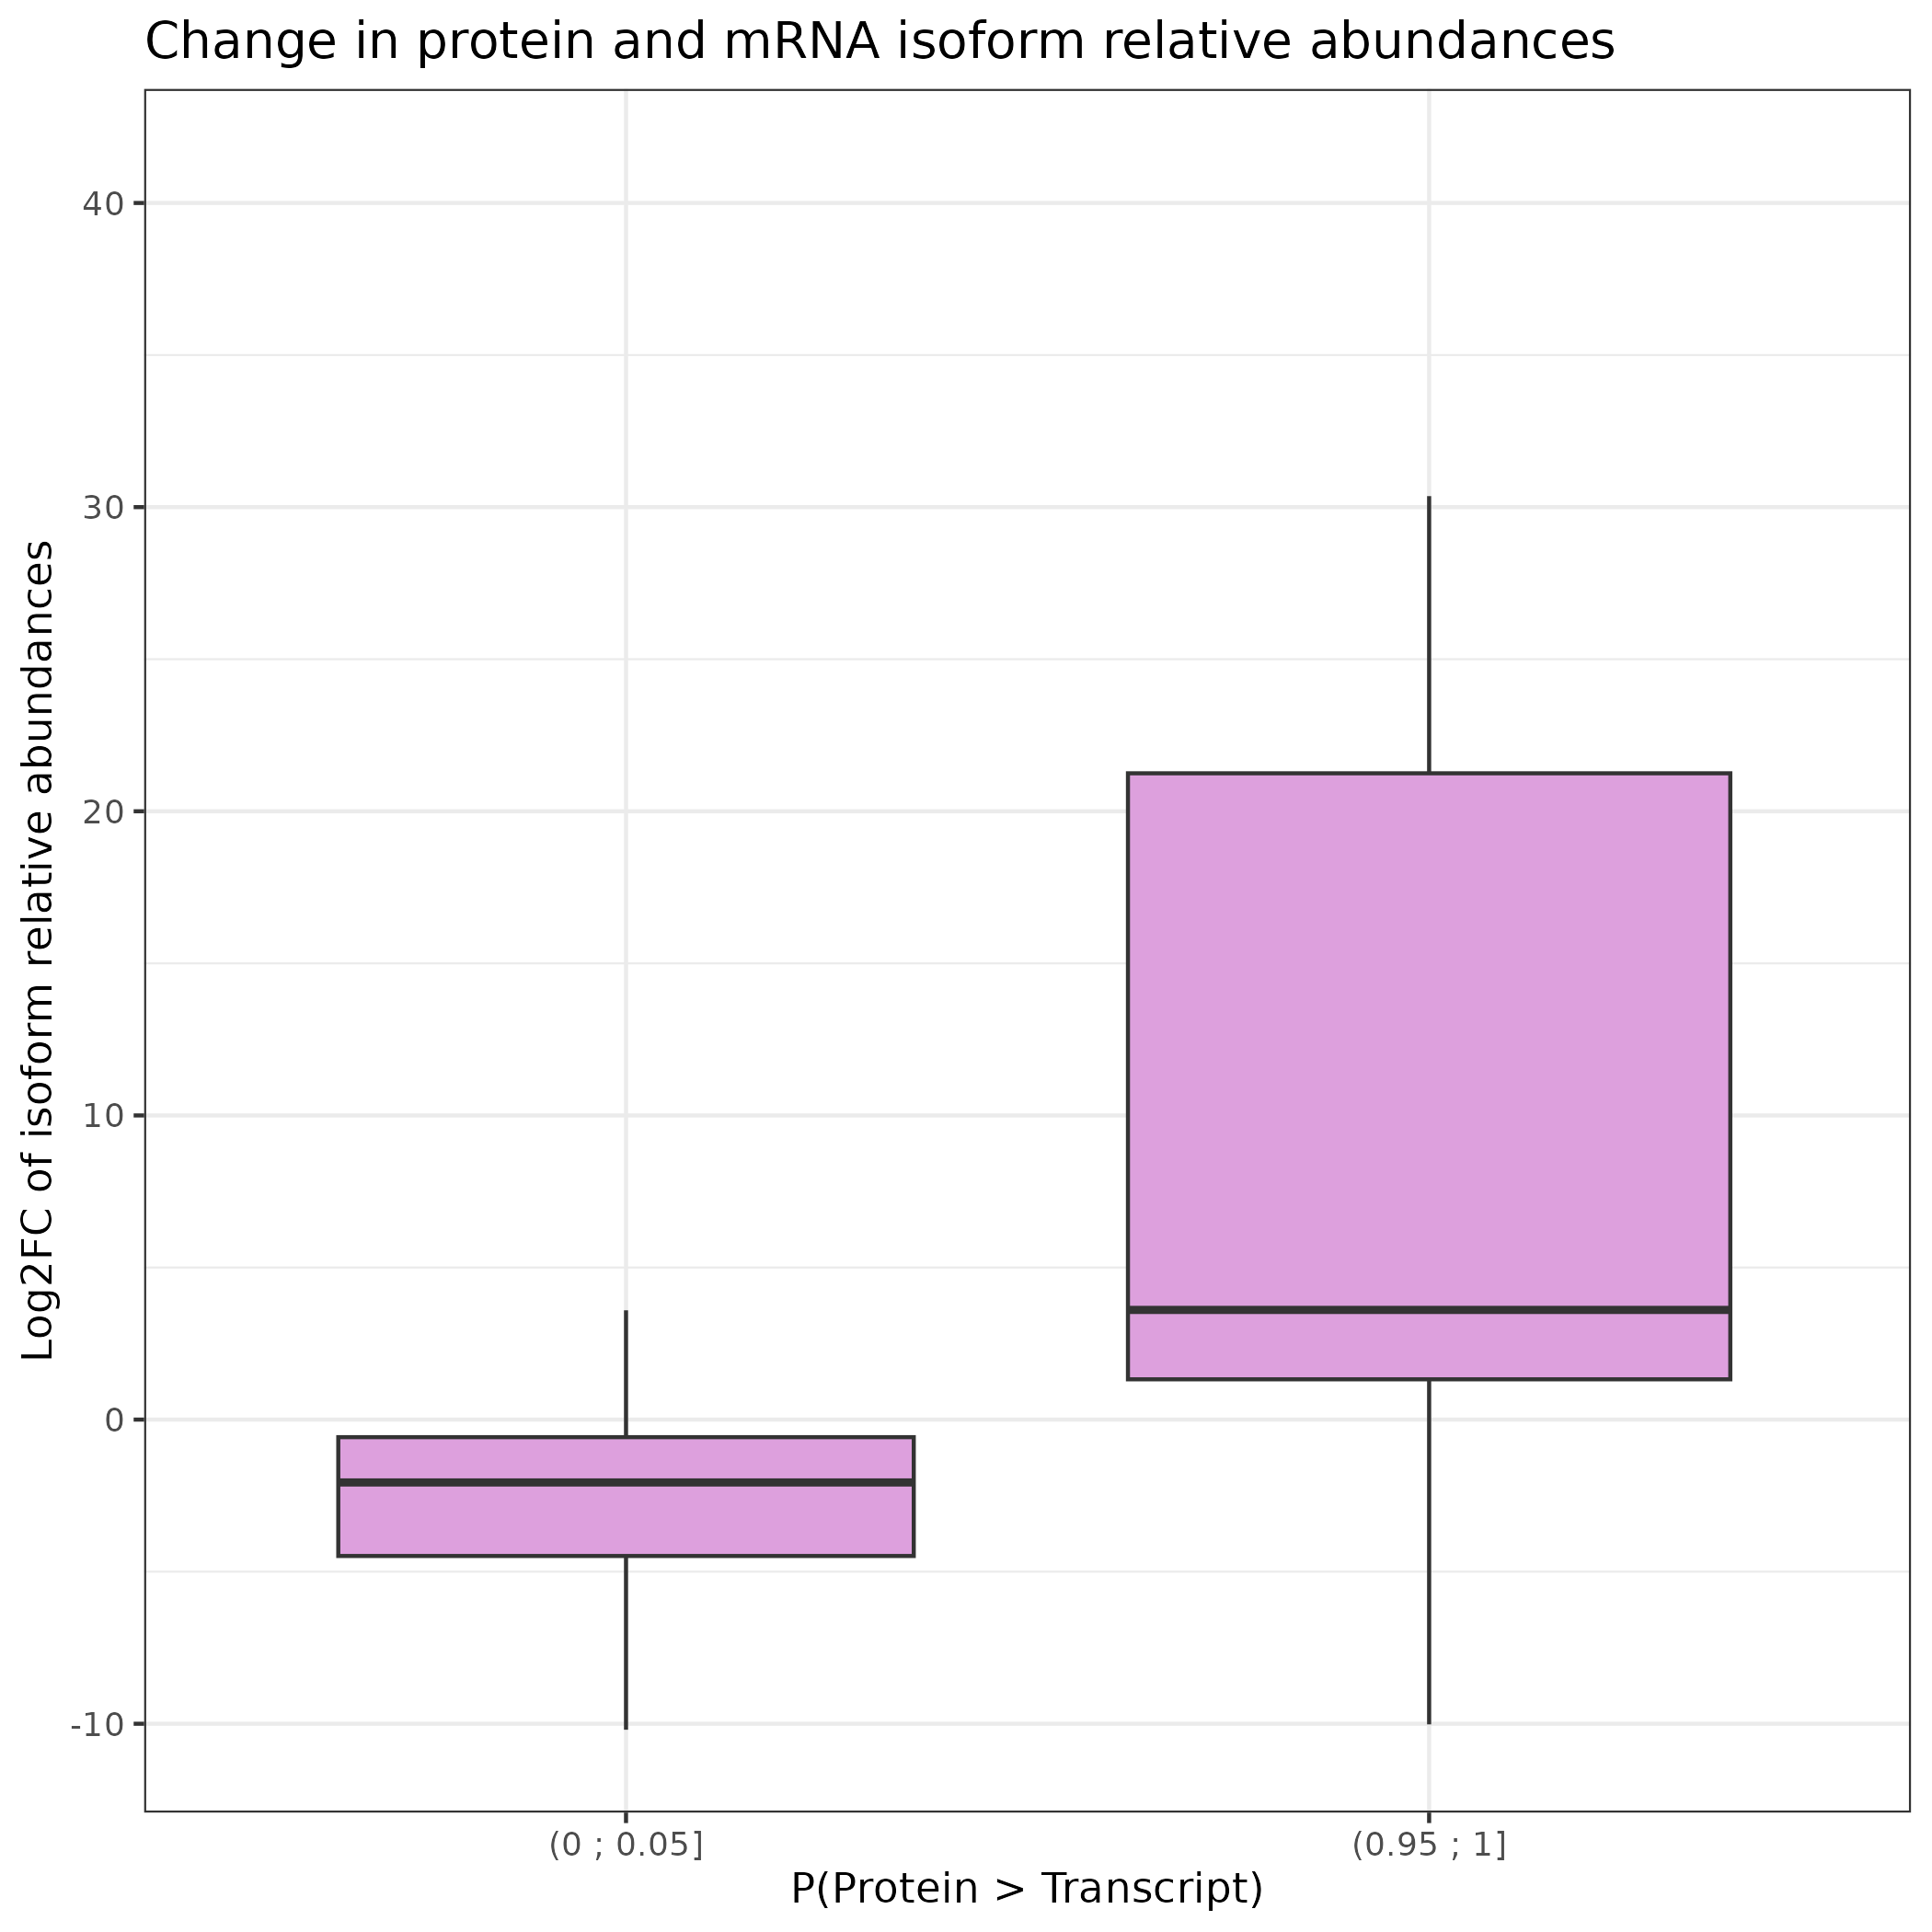 Change in protein and mRNA isoform relative abundances
Log2FC of isoform relative abundances
40
30
20
10
0
-10
(0 ; 0.05]
(0.95 ; 1]
P(Protein > Transcript)